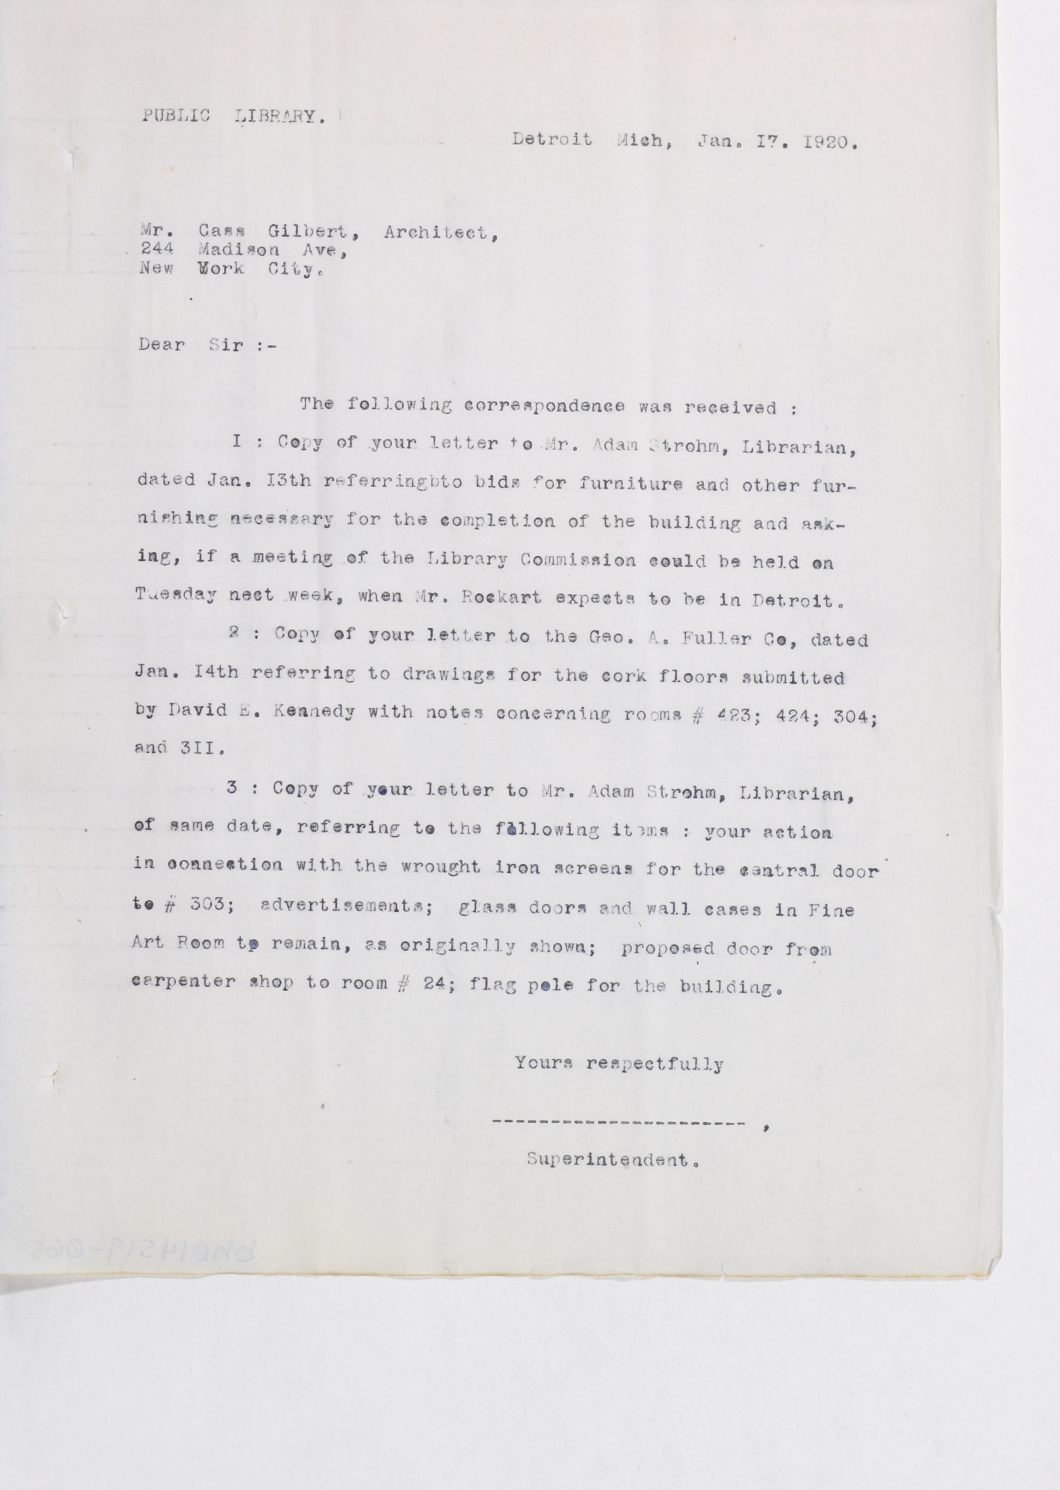 PUBLIC LIBRARY.
Detroit Mich, Jan. I7. I920.
Mr. Cass Gilbert, Architect,
244 Madison Ave,
New York City.
Dear Sir :-
The following correspondence was received :
I : Copy of your letter to Mr. Adam Strohm, Librarian,
dated Jan. I3th referringbto bids for furniture and other fur-
nishing necessary for the completion of the building and ask-
ing, if a meeting of the Library Commission could be held on
Tuesday nect week, when Mr. Rockart expects to be in Detroit.
2 : Copy of your letter to the Geo. A. Fuller Co, dated
Jan. I4th referring to drawings for the cork floors submitted
by David E. Kennedy with notes concerning rooms # 423; 424; 304;
and 3II.
3 : Copy of your letter to Mr. Adam Strohm, Librarian,
of same date, referring to the following items : your action
in connection with the wrought iron screens for the central door
to # 303; advertisements; glass doors and wall cases in Fine
Art Room to remain, as originally shown; proposed door from
carpenter shop to room # 24; flag pole for the building.
Yours respectfully
---------------------- ,
Superintendent.